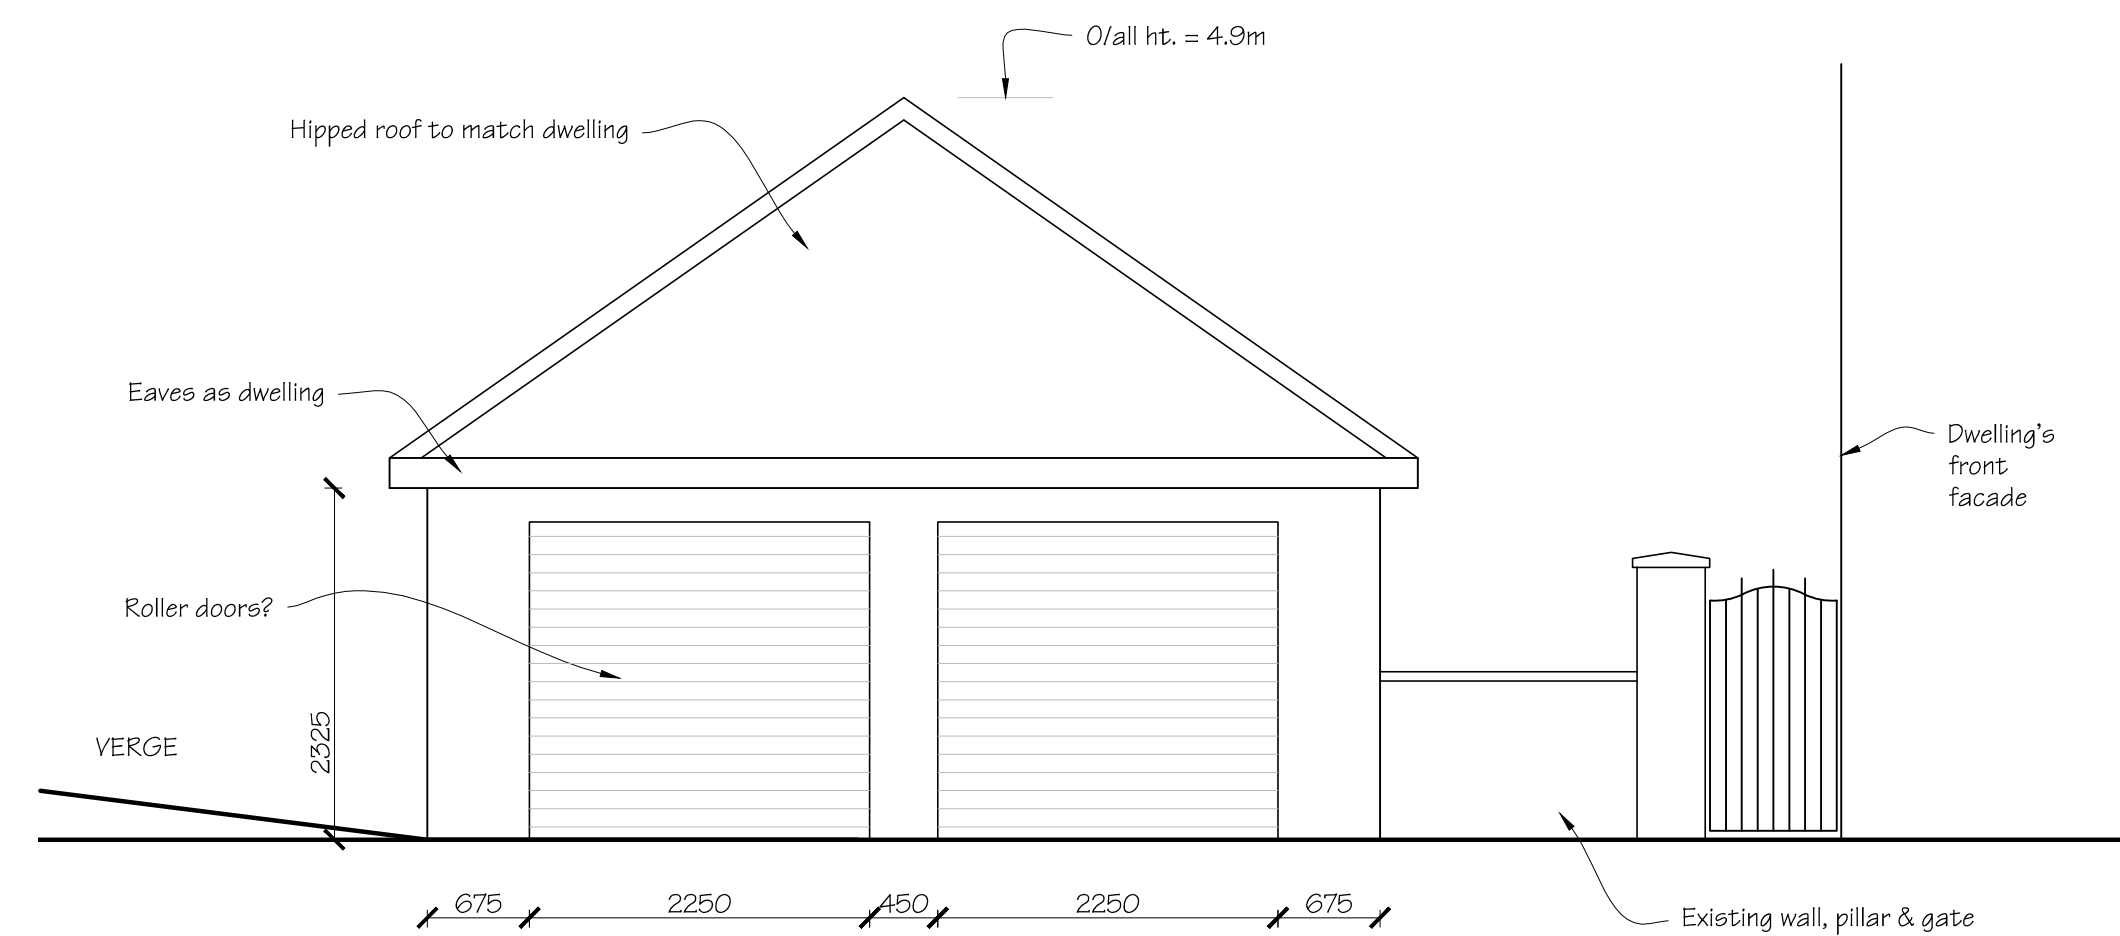 O/all ht. = 4.9m
Hipped roof to match dwelling
Eaves as dwelling
Dwelling's
front
facade
Roller doors?
2325
VERGE
675
2250
450
2250
675
Existing wall, pillar & gate